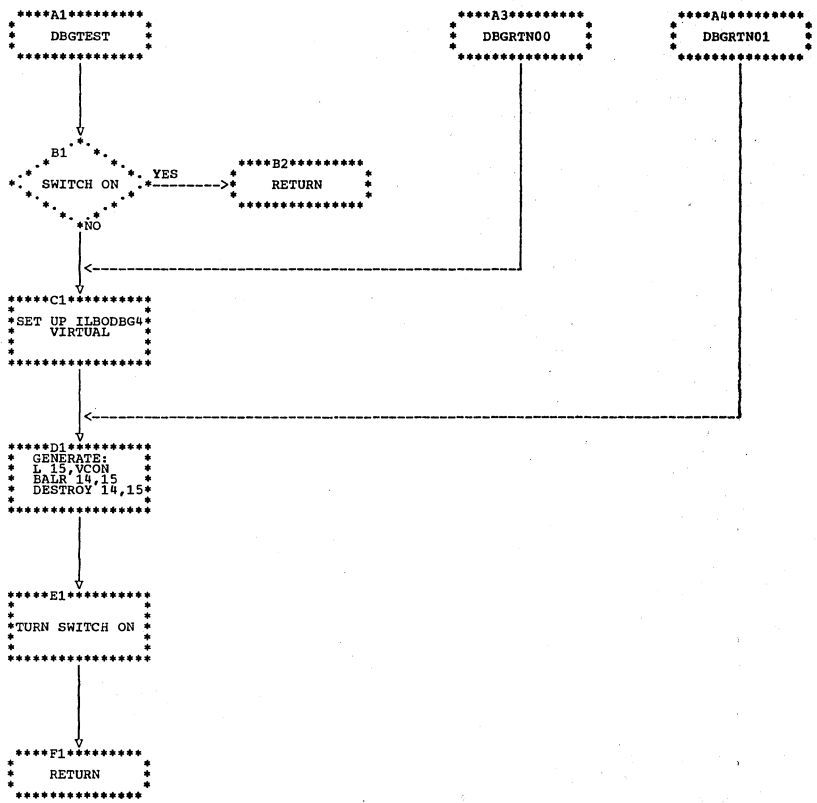 A1
DBGTEST
A3
DBGRTN00
A4
DBGRTN01
B1
SWITCH ON
YES
NO
B2
RETURN
C1
SET UP ILBODBG4
VIRTUAL
D1
GENERATE:
L 15,VCON
BALR 14,15
DESTROY 14,15
E1
TURN SWITCH ON
F1
RETURN